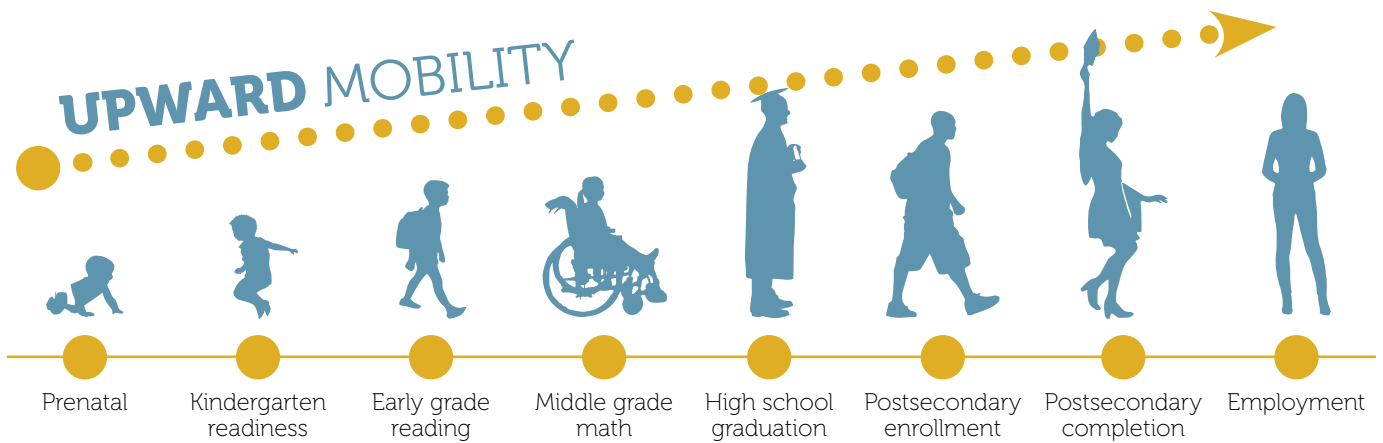 UPWARD MOBILITY
Prenatal
Kindergarten
readiness
Early grade
reading
Middle grade
math
High school
graduation
Postsecondary
enrollment
Postsecondary
completion
Employment